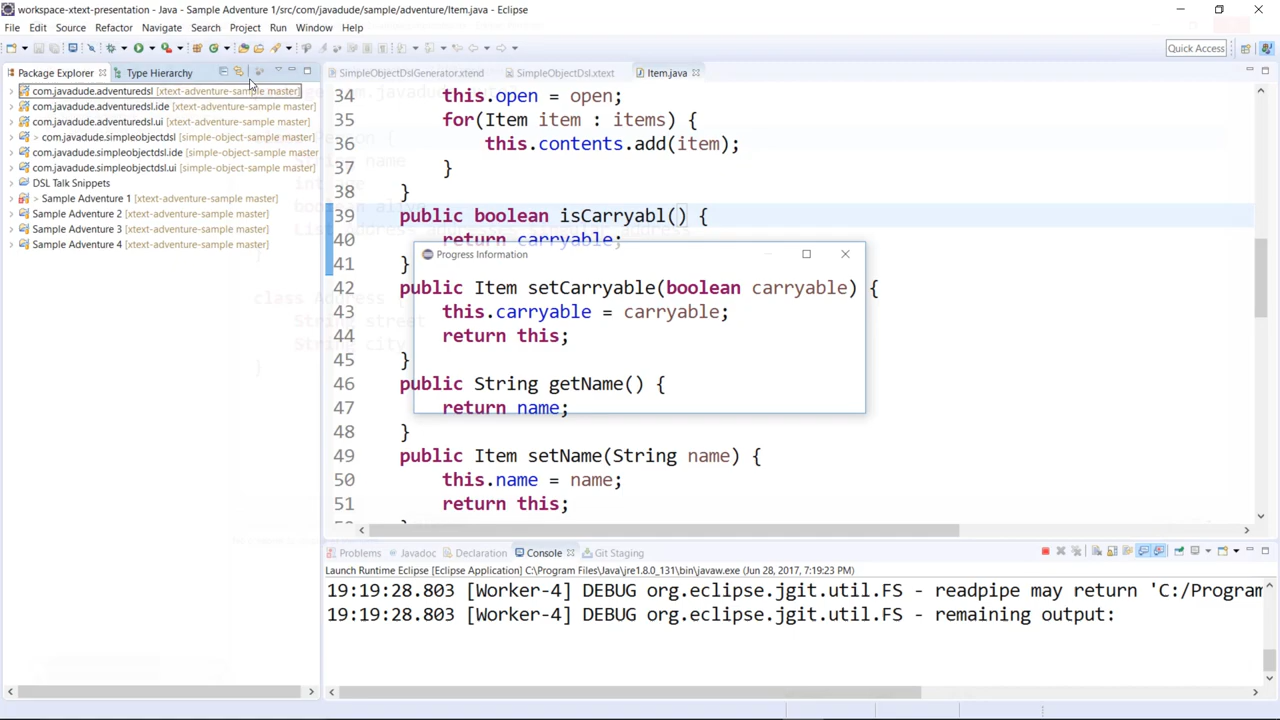 workspace-xtext-presentation - Java - Sample Adventure 1/src/com/javadude/sample/adventure/Item.java - Eclipse
File Edit Source Refactor Navigate Search Project Run Window Help
Quick Access
Package Explorer Type Hierarchy
SimpleObjectDslGenerator.xtend SimpleObjectDsl.xtext Item.java
com.javadude.adventuredsl [xtext-adventure-sample master]
com.javadude.adventuredsl.ide [xtext-adventure-sample master]
com.javadude.adventuredsl.ui [xtext-adventure-sample master]
> com.javadude.simpleobjectdsl [simple-object-sample master]
com.javadude.simpleobjectdsl.ide [simple-object-sample master]
com.javadude.simpleobjectdsl.ui [simple-object-sample master]
DSL Talk Snippets
> Sample Adventure 1 [xtext-adventure-sample master]
Sample Adventure 2 [xtext-adventure-sample master]
Sample Adventure 3 [xtext-adventure-sample master]
Sample Adventure 4 [xtext-adventure-sample master]
34 this.open = open;
35 for(Item item : items) {
36 this.contents.add(item);
37 }
38 }
39 public boolean isCarryabl() {
40 return carryable;
41 }
42 public Item setCarryable(boolean carryable) {
43 this.carryable = carryable;
44 return this;
45 }
46 public String getName() {
47 return name;
48 }
49 public Item setName(String name) {
50 this.name = name;
51 return this;
Progress Information
class Address {
String street
String city
}
Problems Javadoc Declaration Console Git Staging
Launch Runtime Eclipse [Eclipse Application] C:\Program Files\Java\jre1.8.0_131\bin\javaw.exe (Jun 28, 2017, 7:19:23 PM)
19:19:28.803 [Worker-4] DEBUG org.eclipse.jgit.util.FS - readpipe may return 'C:/Program
19:19:28.803 [Worker-4] DEBUG org.eclipse.jgit.util.FS - remaining output: